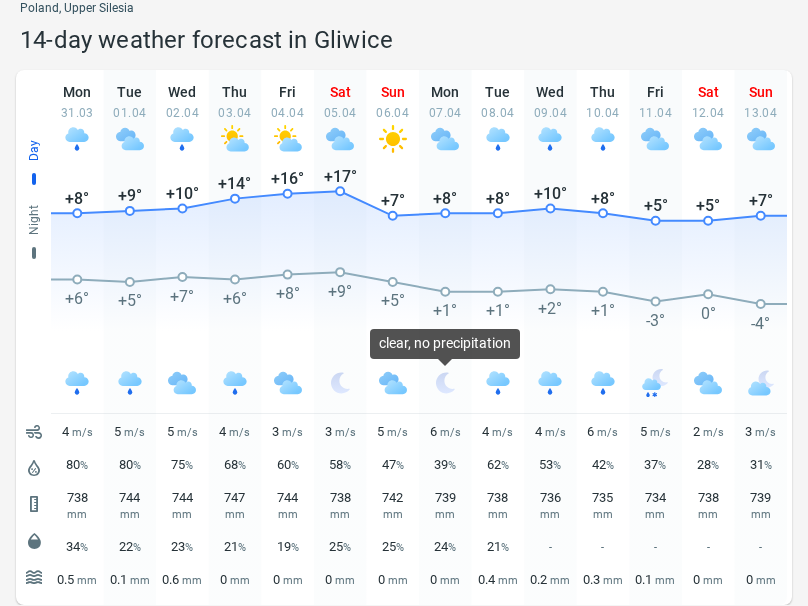 Poland, Upper Silesia
14-day weather forecast in Gliwice
Mon Tue Wed Thu Fri Sat Sun Mon Tue Wed Thu Fri Sat Sun
31.03 01.04 02.04 03.04 04.04 05.04 06.04 07.04 08.04 09.04 10.04 11.04 12.04 13.04
Day
+8° +9° +10° +14° +16° +17° +7° +8° +8° +10° +8° +5° +5° +7°
Night
+6° +5° +7° +6° +8° +9° +5° +1° +1° +2° +1° -3° 0° -4°
clear, no precipitation
4 m/s 5 m/s 5 m/s 4 m/s 3 m/s 3 m/s 5 m/s 6 m/s 4 m/s 4 m/s 6 m/s 5 m/s 2 m/s 3 m/s
80% 80% 75% 68% 60% 58% 47% 39% 62% 53% 42% 37% 28% 31%
738 744 744 747 744 738 742 739 738 736 735 734 738 739
mm mm mm mm mm mm mm mm mm mm mm mm mm mm
34% 22% 23% 21% 19% 25% 25% 24% 21% - - - - -
0.5 mm 0.1 mm 0.6 mm 0 mm 0 mm 0 mm 0 mm 0 mm 0.4 mm 0.2 mm 0.3 mm 0.1 mm 0 mm 0 mm